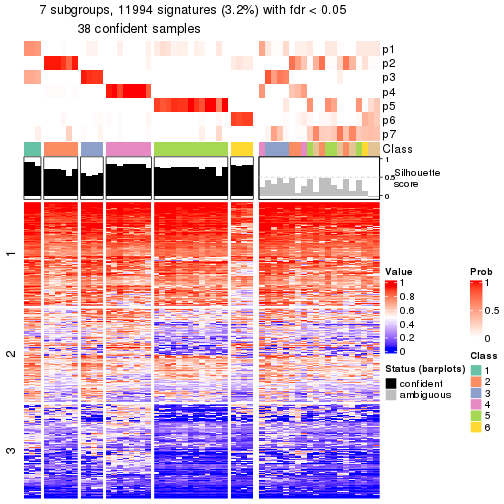 7 subgroups, 11994 signatures (3.2%) with fdr < 0.05
38 confident samples
p1
p2
p3
p4
p5
p6
p7
Class
1
0.5
0
Silhouette
score
1
2
3
Value
1
0.8
0.6
0.4
0.2
0
Prob
1
0.5
0
Status (barplots)
confident
ambiguous
Class
1
2
3
4
5
6